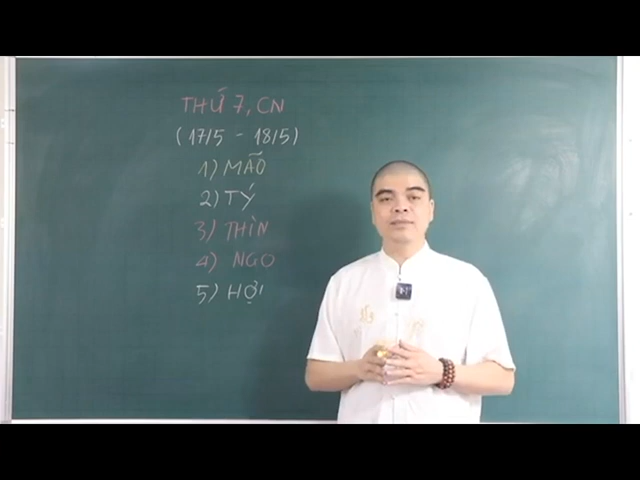 THỨ 7, CN
(17/5 - 18/5)
1) MÃO
2) TÝ
3) THÌN
4) NGO
5) HỢI